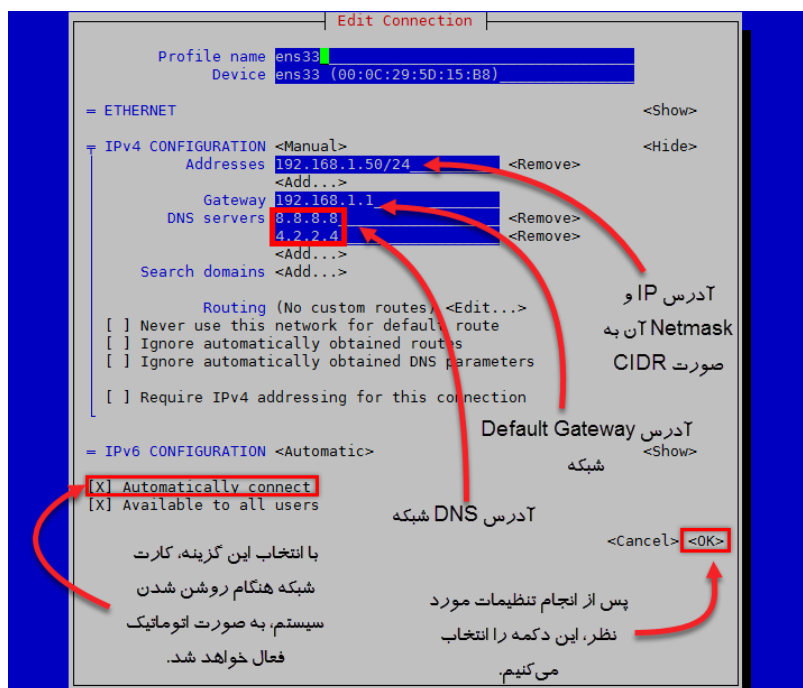 Edit Connection
Profile name ens33
Device ens33 (00:0C:29:5D:15:B8)
= ETHERNET <Show>
IPv4 CONFIGURATION <Manual> <Hide>
Addresses 192.168.1.50/24 <Remove>
<Add...>
Gateway 192.168.1.1
DNS servers 8.8.8.8 <Remove>
4.2.2.4 <Remove>
<Add...>
Search domains <Add...>
Routing (No custom routes) <Edit...>
[ ] Never use this network for default route
[ ] Ignore automatically obtained routes
[ ] Ignore automatically obtained DNS parameters
[ ] Require IPv4 addressing for this connection
آدرس IP و
Netmask آن به
صورت CIDR
آدرس Default Gateway
شبکه
= IPv6 CONFIGURATION <Automatic> <Show>
[X] Automatically connect
[X] Available to all users
آدرس DNS شبکه
<Cancel> <OK>
با انتخاب این گزینه، کارت
شبکه هنگام روشن شدن
سیستم، به صورت اتوماتیک
فعال خواهد شد.
پس از انجام تنظیمات مورد
نظر، این دکمه را انتخاب
می‌کنیم.